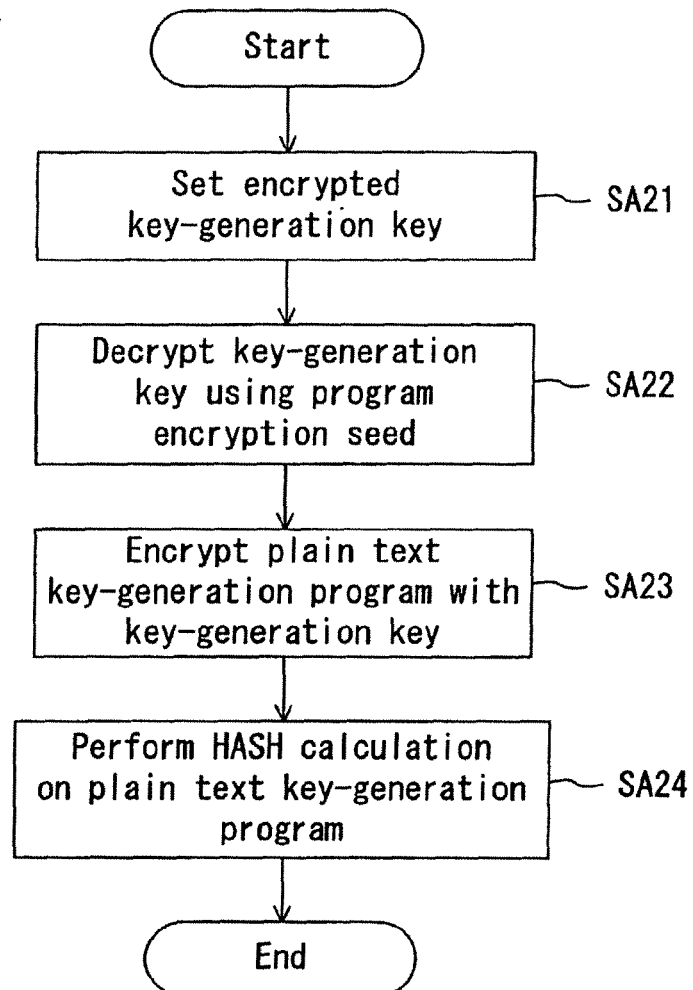 Start
Set encrypted
key-generation key
SA21
Decrypt key-generation
key using program
encryption seed
SA22
Encrypt plain text
key-generation program with
key-generation key
SA23
Perform HASH calculation
on plain text key-generation
program
SA24
End